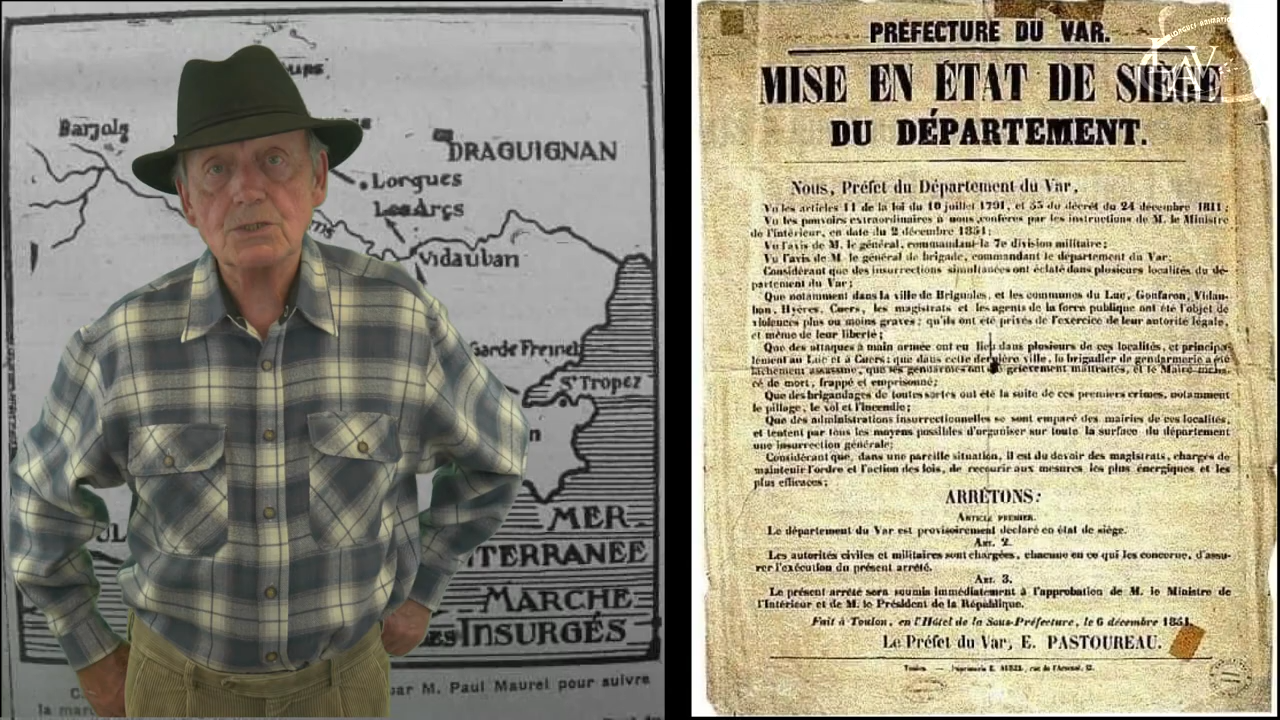 Barjols
DRAGUIGNAN
Lorgues
Les Arcs
Vidauban
Garde Freinet
St Tropez
MER
TERRANEE
MARCHE
INSURGÉS
par M. Paul Maurel pour suivre
la mar
PRÉFECTURE DU VAR.
MISE EN ÉTAT DE SIÈGE
DU DÉPARTEMENT.
Nous, Préfet du Département du Var,
Vu les articles 11 de la loi du 10 juillet 1791, et 53 du décret du 24 décembre 1811;
Vu les pouvoirs extraordinaires à nous conférés par les instructions de M. le Ministre
de l'intérieur, en date du 2 décembre 1851;
Vu l'avis de M. le général, commandant la 7e division militaire;
Vu l'avis de M. le général de brigade, commandant le département du Var;
Considérant que des insurrections simultanées ont éclaté dans plusieurs localités du dé-
partement du Var;
Que notamment dans la ville de Brignoles, et les communes du Luc, Gonfaron, Vidau-
ban, Hyères, Cuers, les magistrats et les agents de la force publique ont été l'objet de
violences plus ou moins graves; qu'ils ont été privés de l'exercice de leur autorité légale,
et même de leur liberté;
Que des attaques à main armée ont eu lieu dans plusieurs de ces localités, et principa-
lement au Luc et à Cuers; que dans cette dernière ville, le brigadier de gendarmerie a été
lâchement assassiné, que les gendarmes ont grièvement maltraités, et le Maire mena-
cé de mort, frappé et emprisonné;
Que des brigandages de toutes sortes ont été la suite de ces premiers crimes, notamment
le pillage, le vol et l'incendie;
Que des administrations insurrectionnelles se sont emparé des mairies de ces localités,
et tentent par tous les moyens possibles d'organiser sur toute la surface du département
une insurrection générale;
Considérant que, dans une pareille situation, il est du devoir des magistrats, chargés de
maintenir l'ordre et l'action des lois, de recourir aux mesures les plus énergiques et les
plus efficaces;
ARRÊTONS:
ARTICLE PREMIER.
Le département du Var est provisoirement déclaré en état de siège.
ART. 2.
Les autorités civiles et militaires sont chargées, chacune en ce qui les concerne, d'assu-
rer l'exécution du présent arrêté.
ART. 3.
Le présent arrêté sera soumis immédiatement à l'approbation de M. le Ministre de
l'Intérieur et de M. le Président de la République.
Fait à Toulon, en l'Hôtel de la Sous-Préfecture, le 6 décembre 1851.
Le Préfet du Var, E. PASTOUREAU.
Toulon. — Imprimerie E. AUREL, rue de l'Arsenal, 13.
LAV